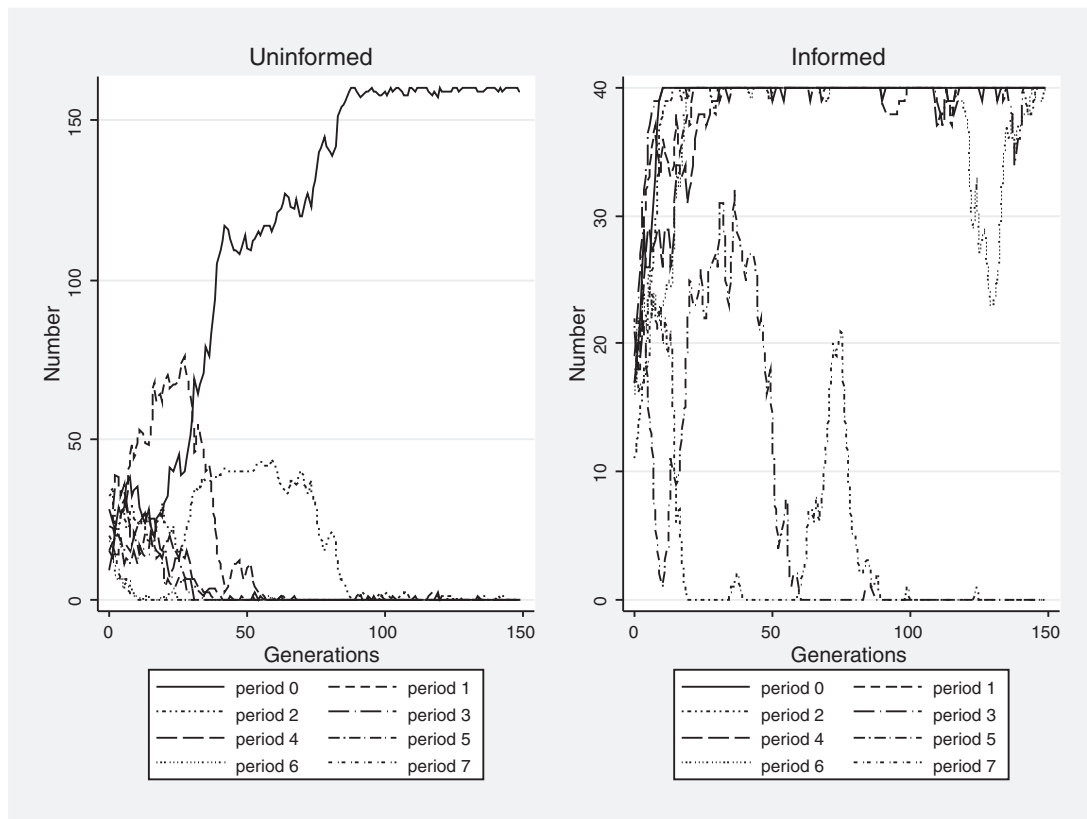 Uninformed
Number
150
100
50
0
0 50 100 150
Generations
period 0 period 1
period 2 period 3
period 4 period 5
period 6 period 7
Informed
Number
40
30
20
10
0
0 50 100 150
Generations
period 0 period 1
period 2 period 3
period 4 period 5
period 6 period 7